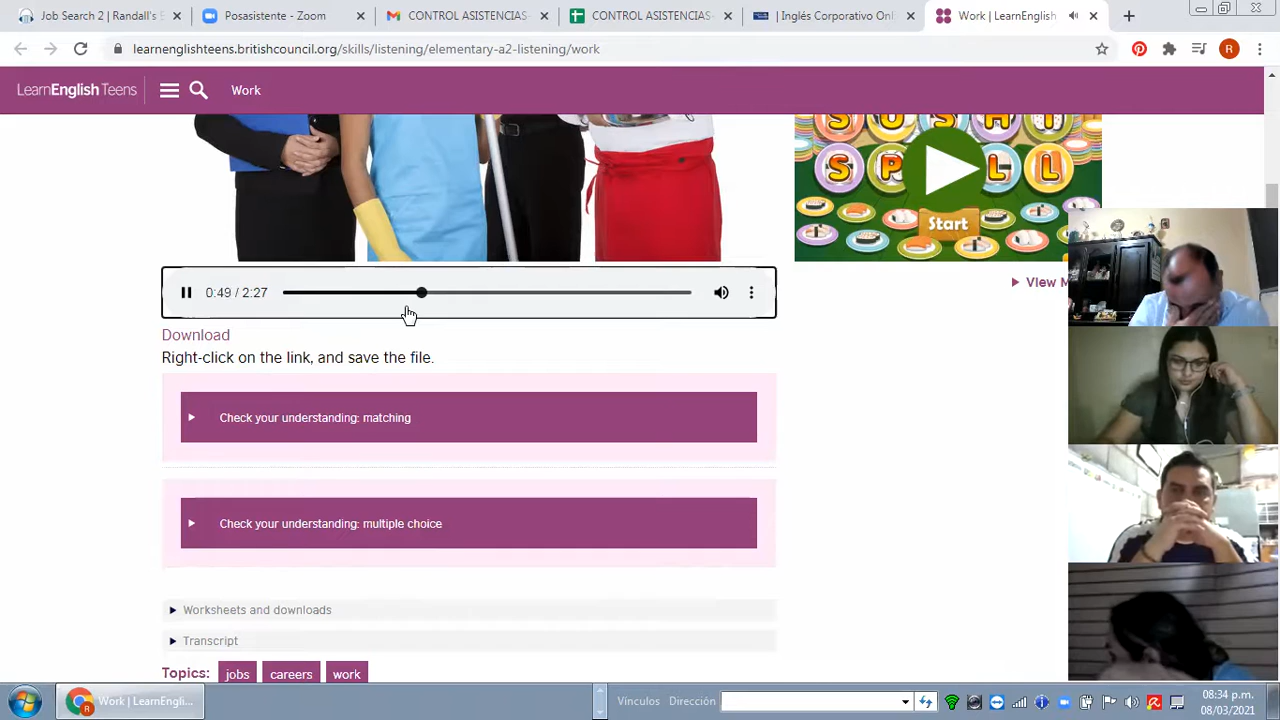 Job Search 2 | Randall's E
Posasistente - Zoom
CONTROL ASISTENCIAS-
CONTROL ASISTENCIAS-
| Inglés Corporativo Onl
Work | LearnEnglish
learnenglishteens.britishcouncil.org/skills/listening/elementary-a2-listening/work
R
LearnEnglish Teens
Work
SUSHI
SPELL
Start
0:49 / 2:27
View M
Download
Right-click on the link, and save the file.
Check your understanding: matching
Check your understanding: multiple choice
Worksheets and downloads
Transcript
Topics: jobs careers work
Work | LearnEngli...
Vínculos
Dirección
08:34 p.m.
08/03/2021